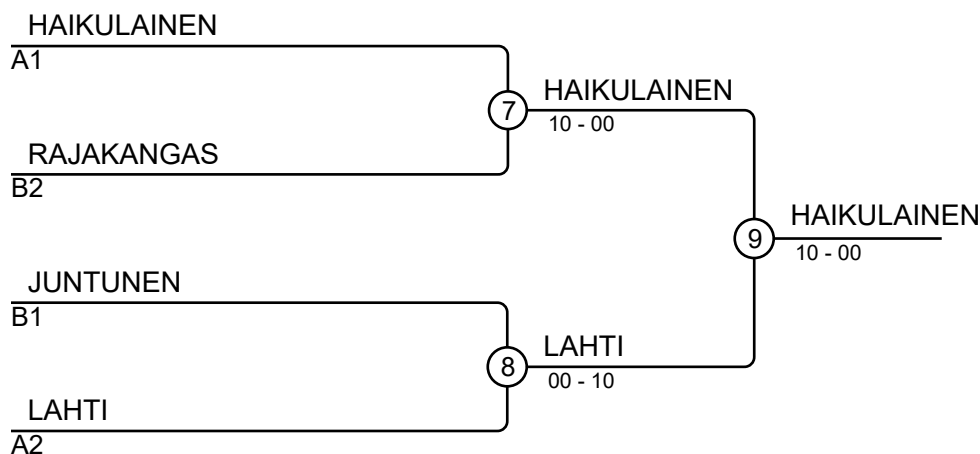 HAIKULAINEN
A1
7
HAIKULAINEN
10 - 00
RAJAKANGAS
B2
9
HAIKULAINEN
10 - 00
JUNTUNEN
B1
8
LAHTI
00 - 10
LAHTI
A2